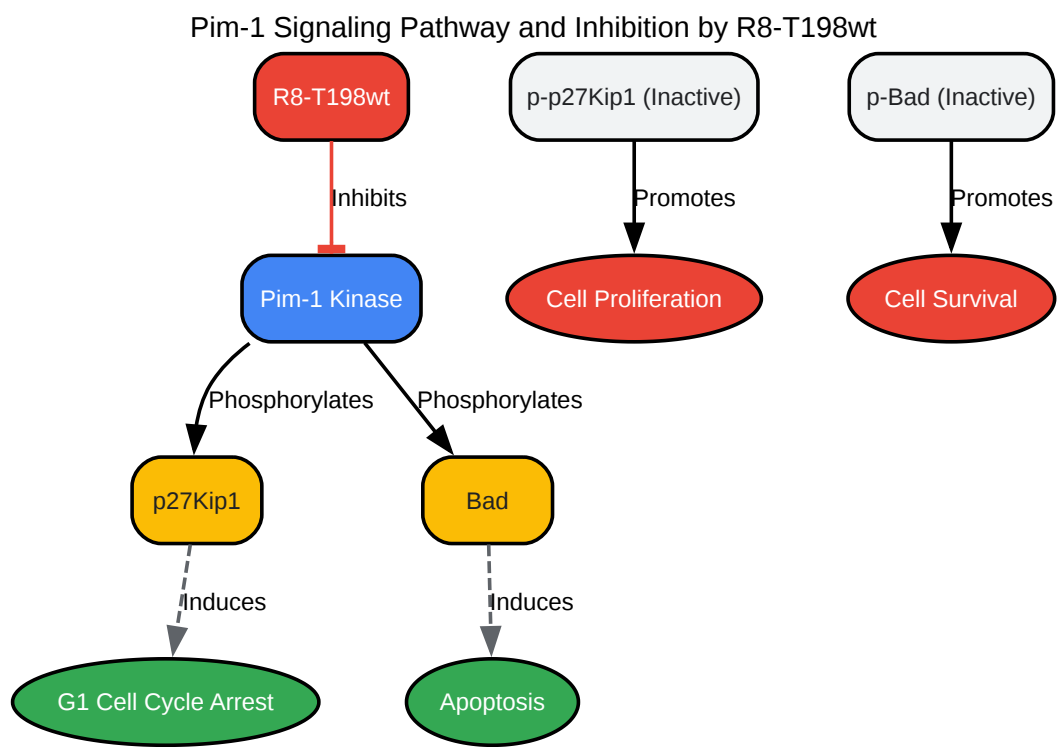 Pim-1 Signaling Pathway and Inhibition by R8-T198wt
R8-T198wt
p-p27Kip1 (Inactive)
p-Bad (Inactive)
Inhibits
Promotes
Promotes
Pim-1 Kinase
Cell Proliferation
Cell Survival
Phosphorylates
Phosphorylates
p27Kip1
Bad
Induces
Induces
G1 Cell Cycle Arrest
Apoptosis